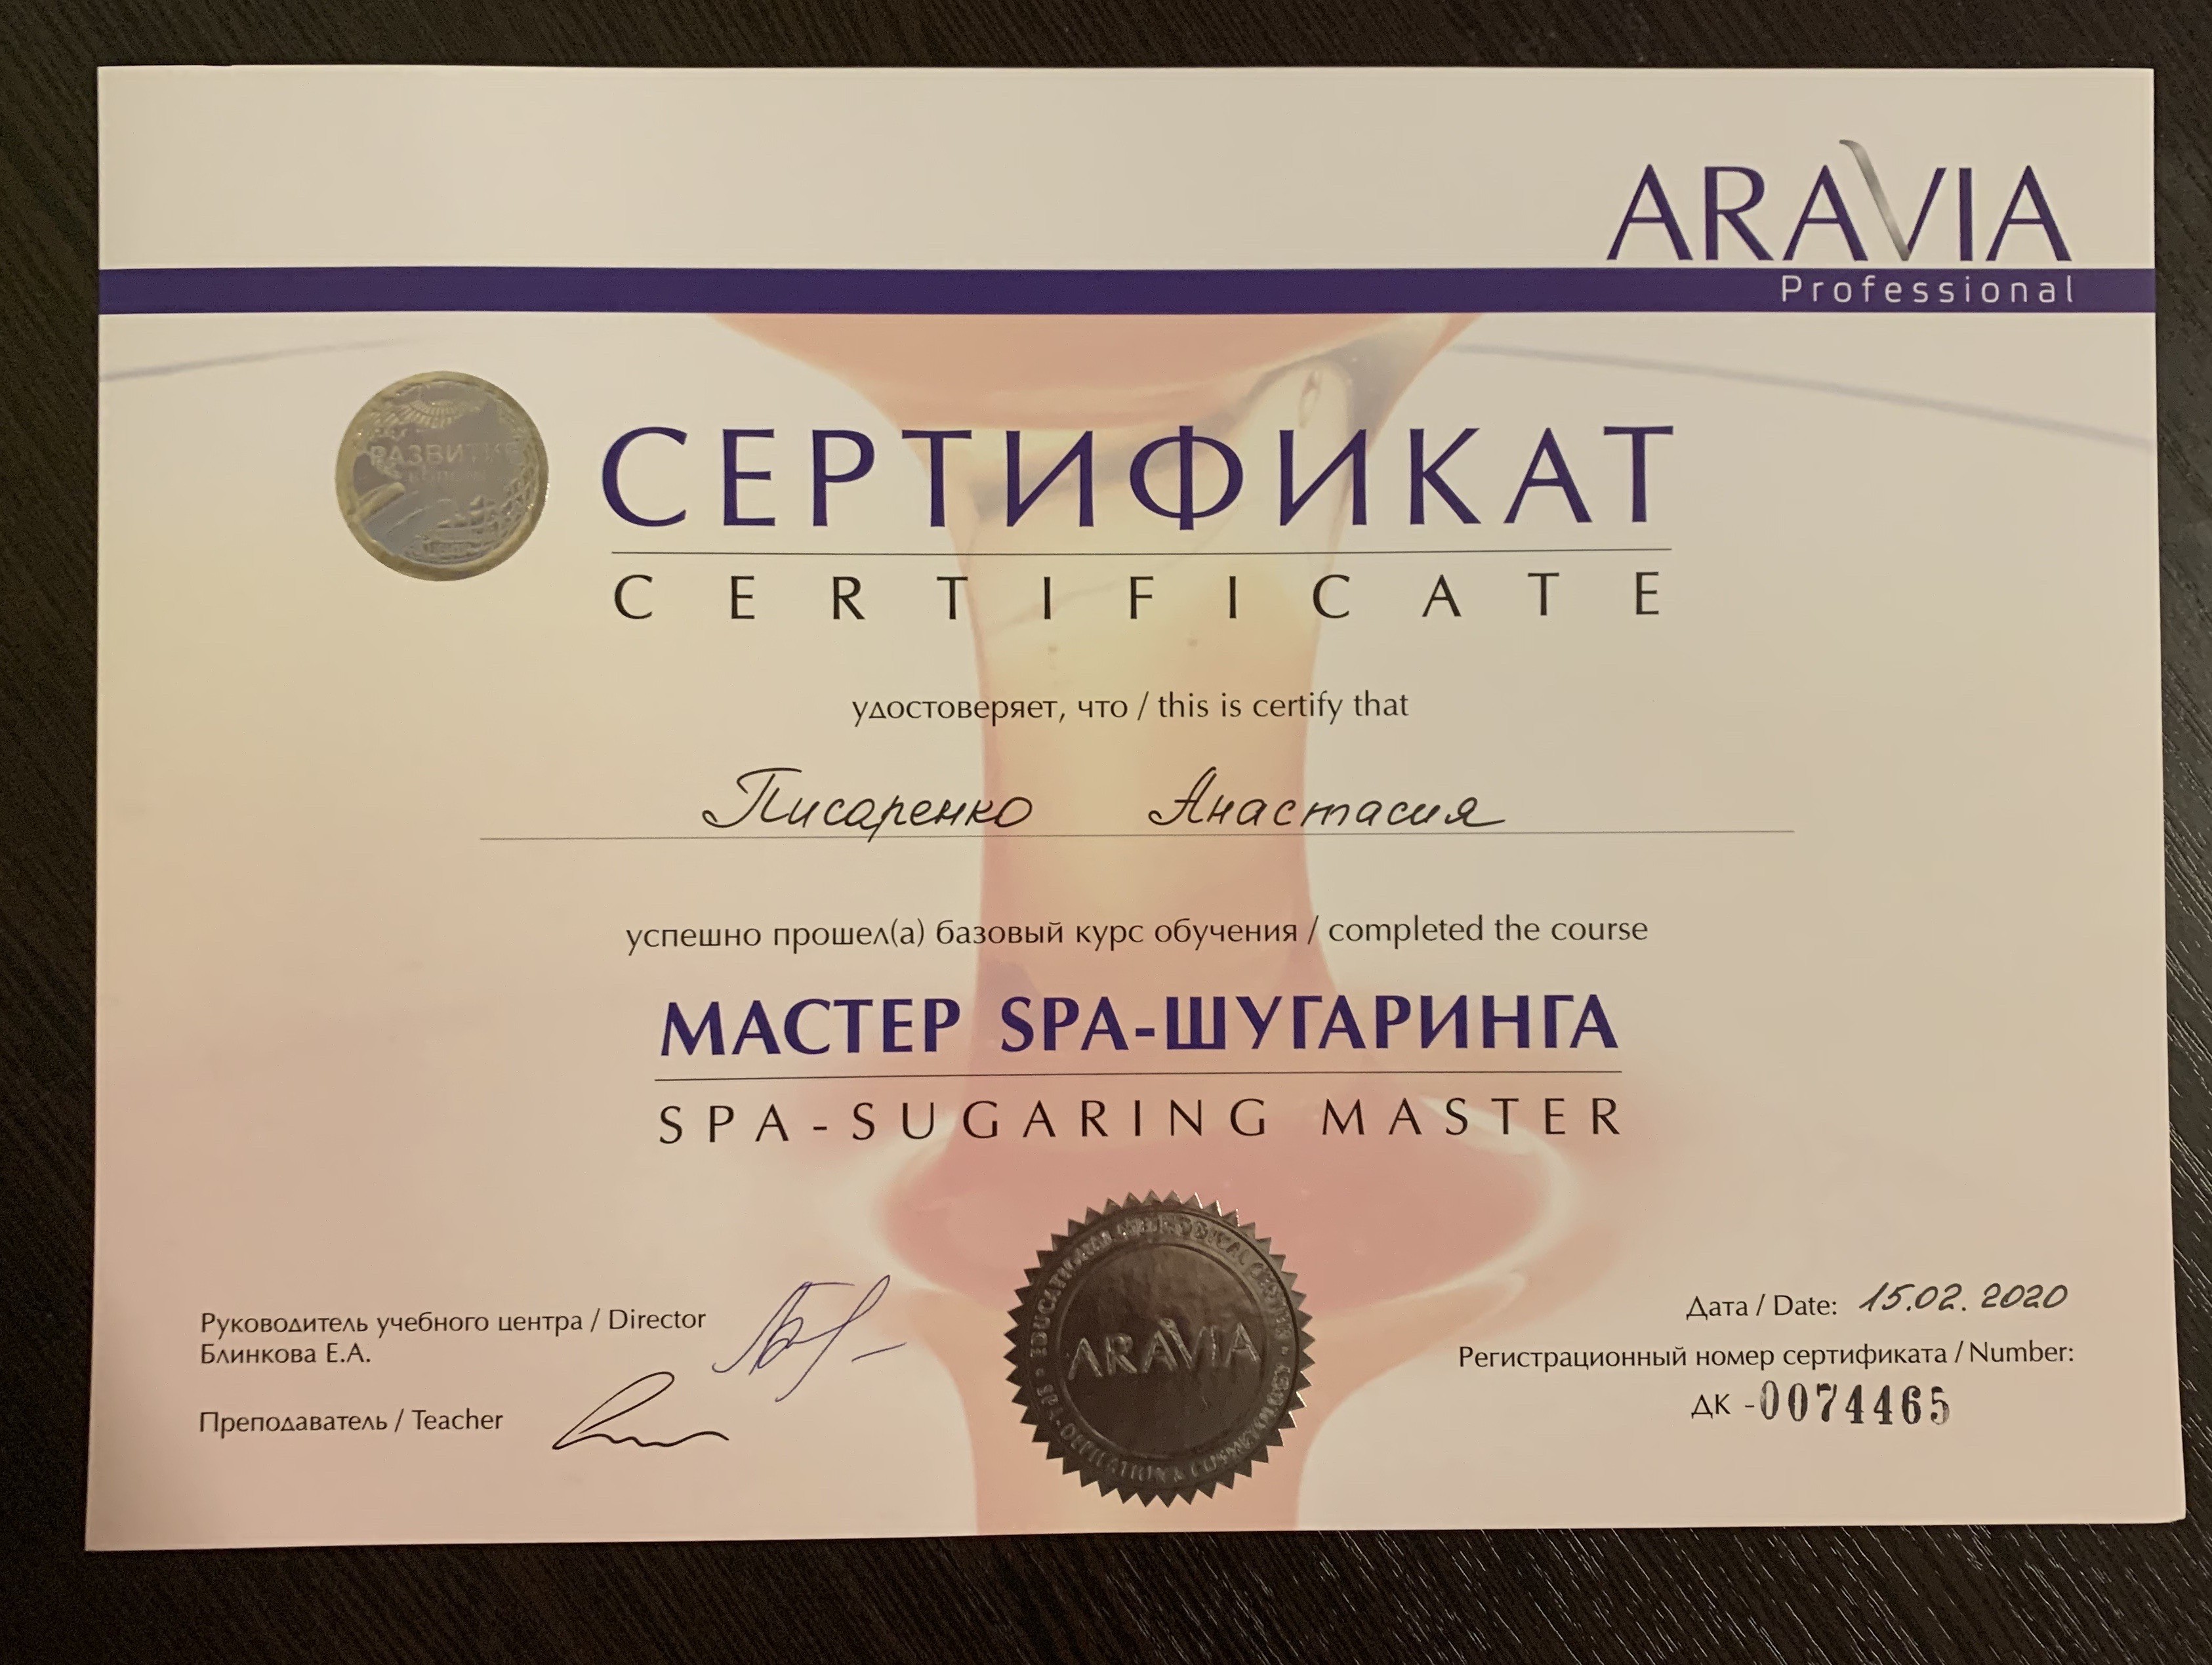 ARAVIA
Professional
РАЗВИТИЕ
СЕРТИФИКАТ
CERTIFICATE
удостоверяет, что / this is certify that
Писаренко Анастасия
успешно прошел(а) базовый курс обучения / completed the course
МАСТЕР SPA-ШУГАРИНГА
SPA-SUGARING MASTER
Руководитель учебного центра / Director
Блинкова Е.А.
Преподаватель / Teacher
ARAVIA
Дата / Date: 15.02.2020
Регистрационный номер сертификата / Number:
ДК -0074465